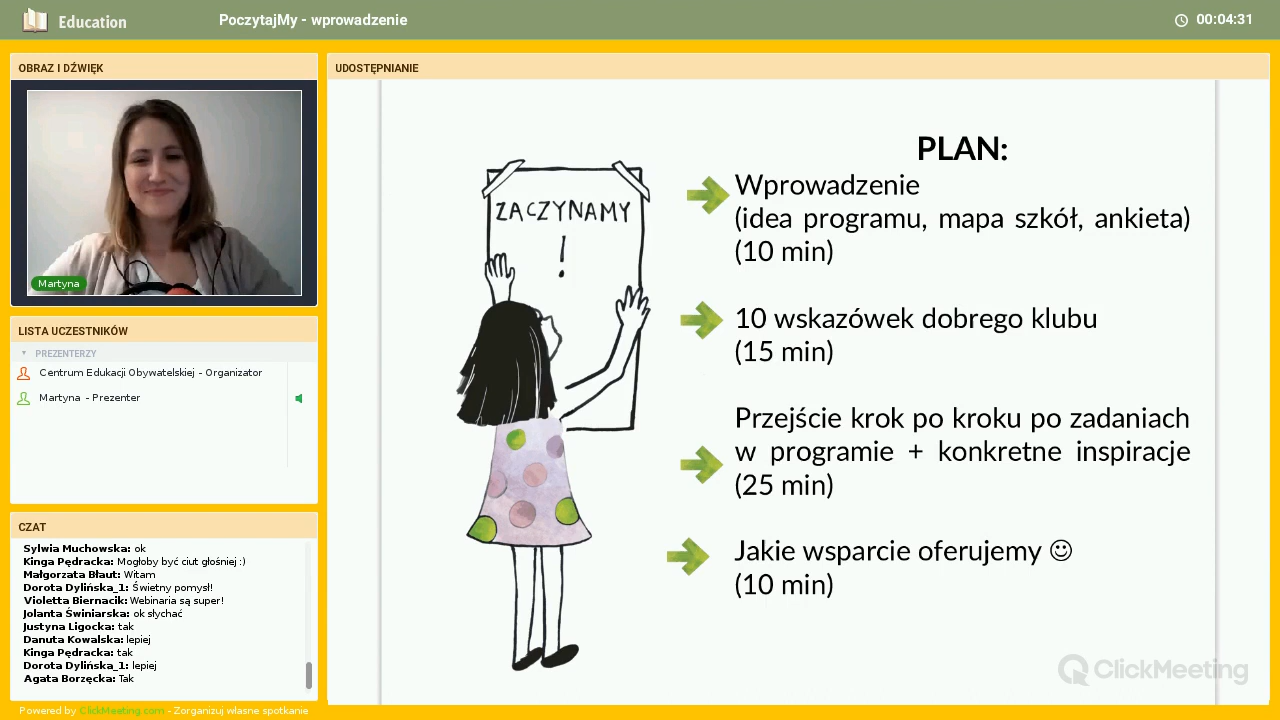 Education
PoczytajMy - wprowadzenie
00:04:31
OBRAZ I DŹWIĘK
Martyna
LISTA UCZESTNIKÓW
PREZENTERZY
Centrum Edukacji Obywatelskiej - Organizator
Martyna - Prezenter
CZAT
Sylwia Muchowska: ok
Kinga Pędracka: Mogłoby być ciut głośniej :)
Małgorzata Błaut: Witam
Dorota Dylińska_1: Świetny pomysł!
Violetta Biernacik: Webinaria są super!
Jolanta Świniarska: ok słychać
Justyna Ligocka: tak
Danuta Kowalska: lepiej
Kinga Pędracka: tak
Dorota Dylińska_1: lepiej
Agata Borzęcka: Tak
Powered by ClickMeeting.com - Zorganizuj własne spotkanie
UDOSTĘPNIANIE
ZACZYNAMY
!
PLAN:
Wprowadzenie
(idea programu, mapa szkół, ankieta)
(10 min)
10 wskazówek dobrego klubu
(15 min)
Przejście krok po kroku po zadaniach
w programie + konkretne inspiracje
(25 min)
Jakie wsparcie oferujemy ☺
(10 min)
ClickMeeting